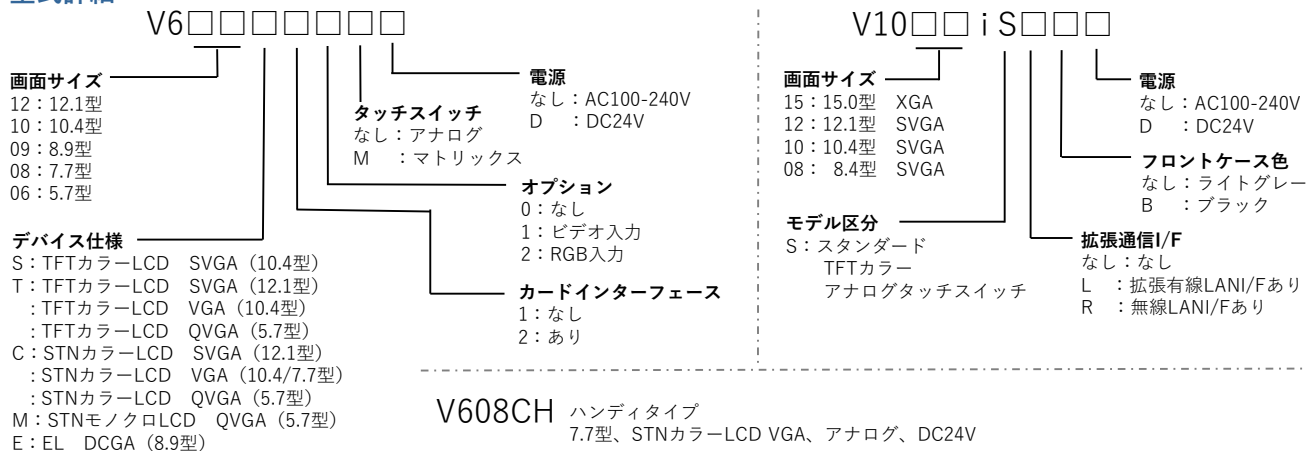 V6□□□□□□□
画面サイズ
12：12.1型
10：10.4型
09：8.9型
08：7.7型
06：5.7型
デバイス仕様
S：TFTカラーLCD　SVGA（10.4型）
T：TFTカラーLCD　SVGA（12.1型）
：TFTカラーLCD　VGA（10.4型）
：TFTカラーLCD　QVGA（5.7型）
C：STNカラーLCD　SVGA（12.1型）
：STNカラーLCD　VGA（10.4/7.7型）
：STNカラーLCD　QVGA（5.7型）
M：STNモノクロLCD　QVGA（5.7型）
E：EL　DCGA（8.9型）
タッチスイッチ
なし：アナログ
M　：マトリックス
電源
なし：AC100-240V
D　：DC24V
オプション
0：なし
1：ビデオ入力
2：RGB入力
カードインターフェース
1：なし
2：あり
V10□□iS□□□
画面サイズ
15：15.0型　XGA
12：12.1型　SVGA
10：10.4型　SVGA
08： 8.4型　SVGA
モデル区分
S：スタンダード
TFTカラー
アナログタッチスイッチ
電源
なし：AC100-240V
D　：DC24V
フロントケース色
なし：ライトグレー
B　：ブラック
拡張通信I/F
なし：なし
L　：拡張有線LANI/Fあり
R　：無線LANI/Fあり
V608CH　ハンディタイプ
7.7型、STNカラーLCD VGA、アナログ、DC24V